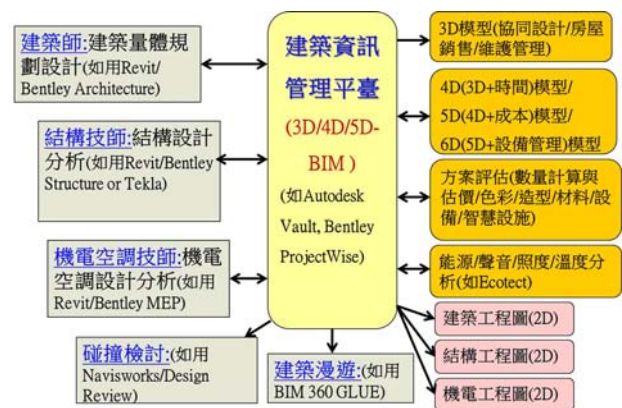 建築師:建築量體規
劃設計(如用Revit/
Bentley Architecture)
結構技師:結構設計
分析(如用Revit/Bentley
Structure or Tekla)
機電空調技師:機電
空調設計分析(如用
Revit/Bentley MEP)
碰撞檢討:(如用
Navisworks/Design
Review)
建築資訊
管理平臺
(3D/4D/5D-
BIM )
(如Autodesk
Vault, Bentley
ProjectWise)
建築漫遊:(如用
BIM 360 GLUE)
3D模型(協同設計/房屋
銷售/維護管理)
4D(3D+時間)模型/
5D(4D+成本)模型/
6D(5D+設備管理)模型
方案評估(數量計算與
估價/色彩/造型/材料/設
備/智慧設施)
能源/聲音/照度/溫度分
析(如Ecotect)
建築工程圖(2D)
結構工程圖(2D)
機電工程圖(2D)